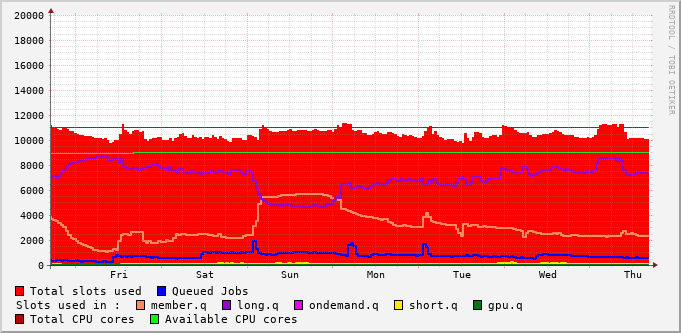 20000
18000
16000
14000
12000
10000
8000
6000
4000
2000
0
Fri Sat Sun Mon Tue Wed Thu
RRDTOOL / TOBI OETIKER
Total slots used Queued Jobs
Slots used in : member.q long.q ondemand.q short.q gpu.q
Total CPU cores Available CPU cores